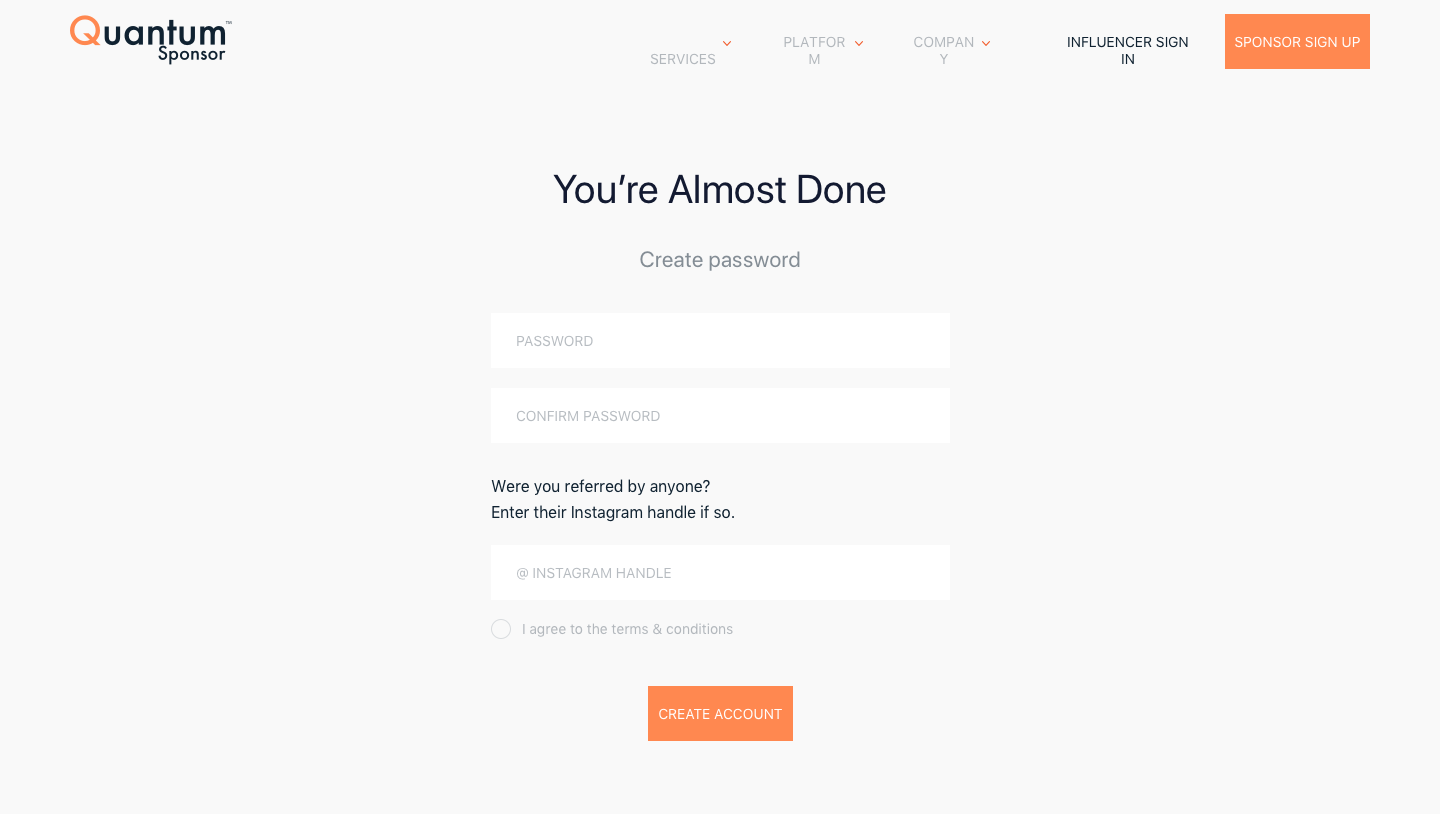 Quantum™
Sponsor
SERVICES
PLATFOR
M
COMPAN
Y
INFLUENCER SIGN
IN
SPONSOR SIGN UP
You’re Almost Done
Create password
PASSWORD
CONFIRM PASSWORD
Were you referred by anyone?
Enter their Instagram handle if so.
@ INSTAGRAM HANDLE
I agree to the terms & conditions
CREATE ACCOUNT